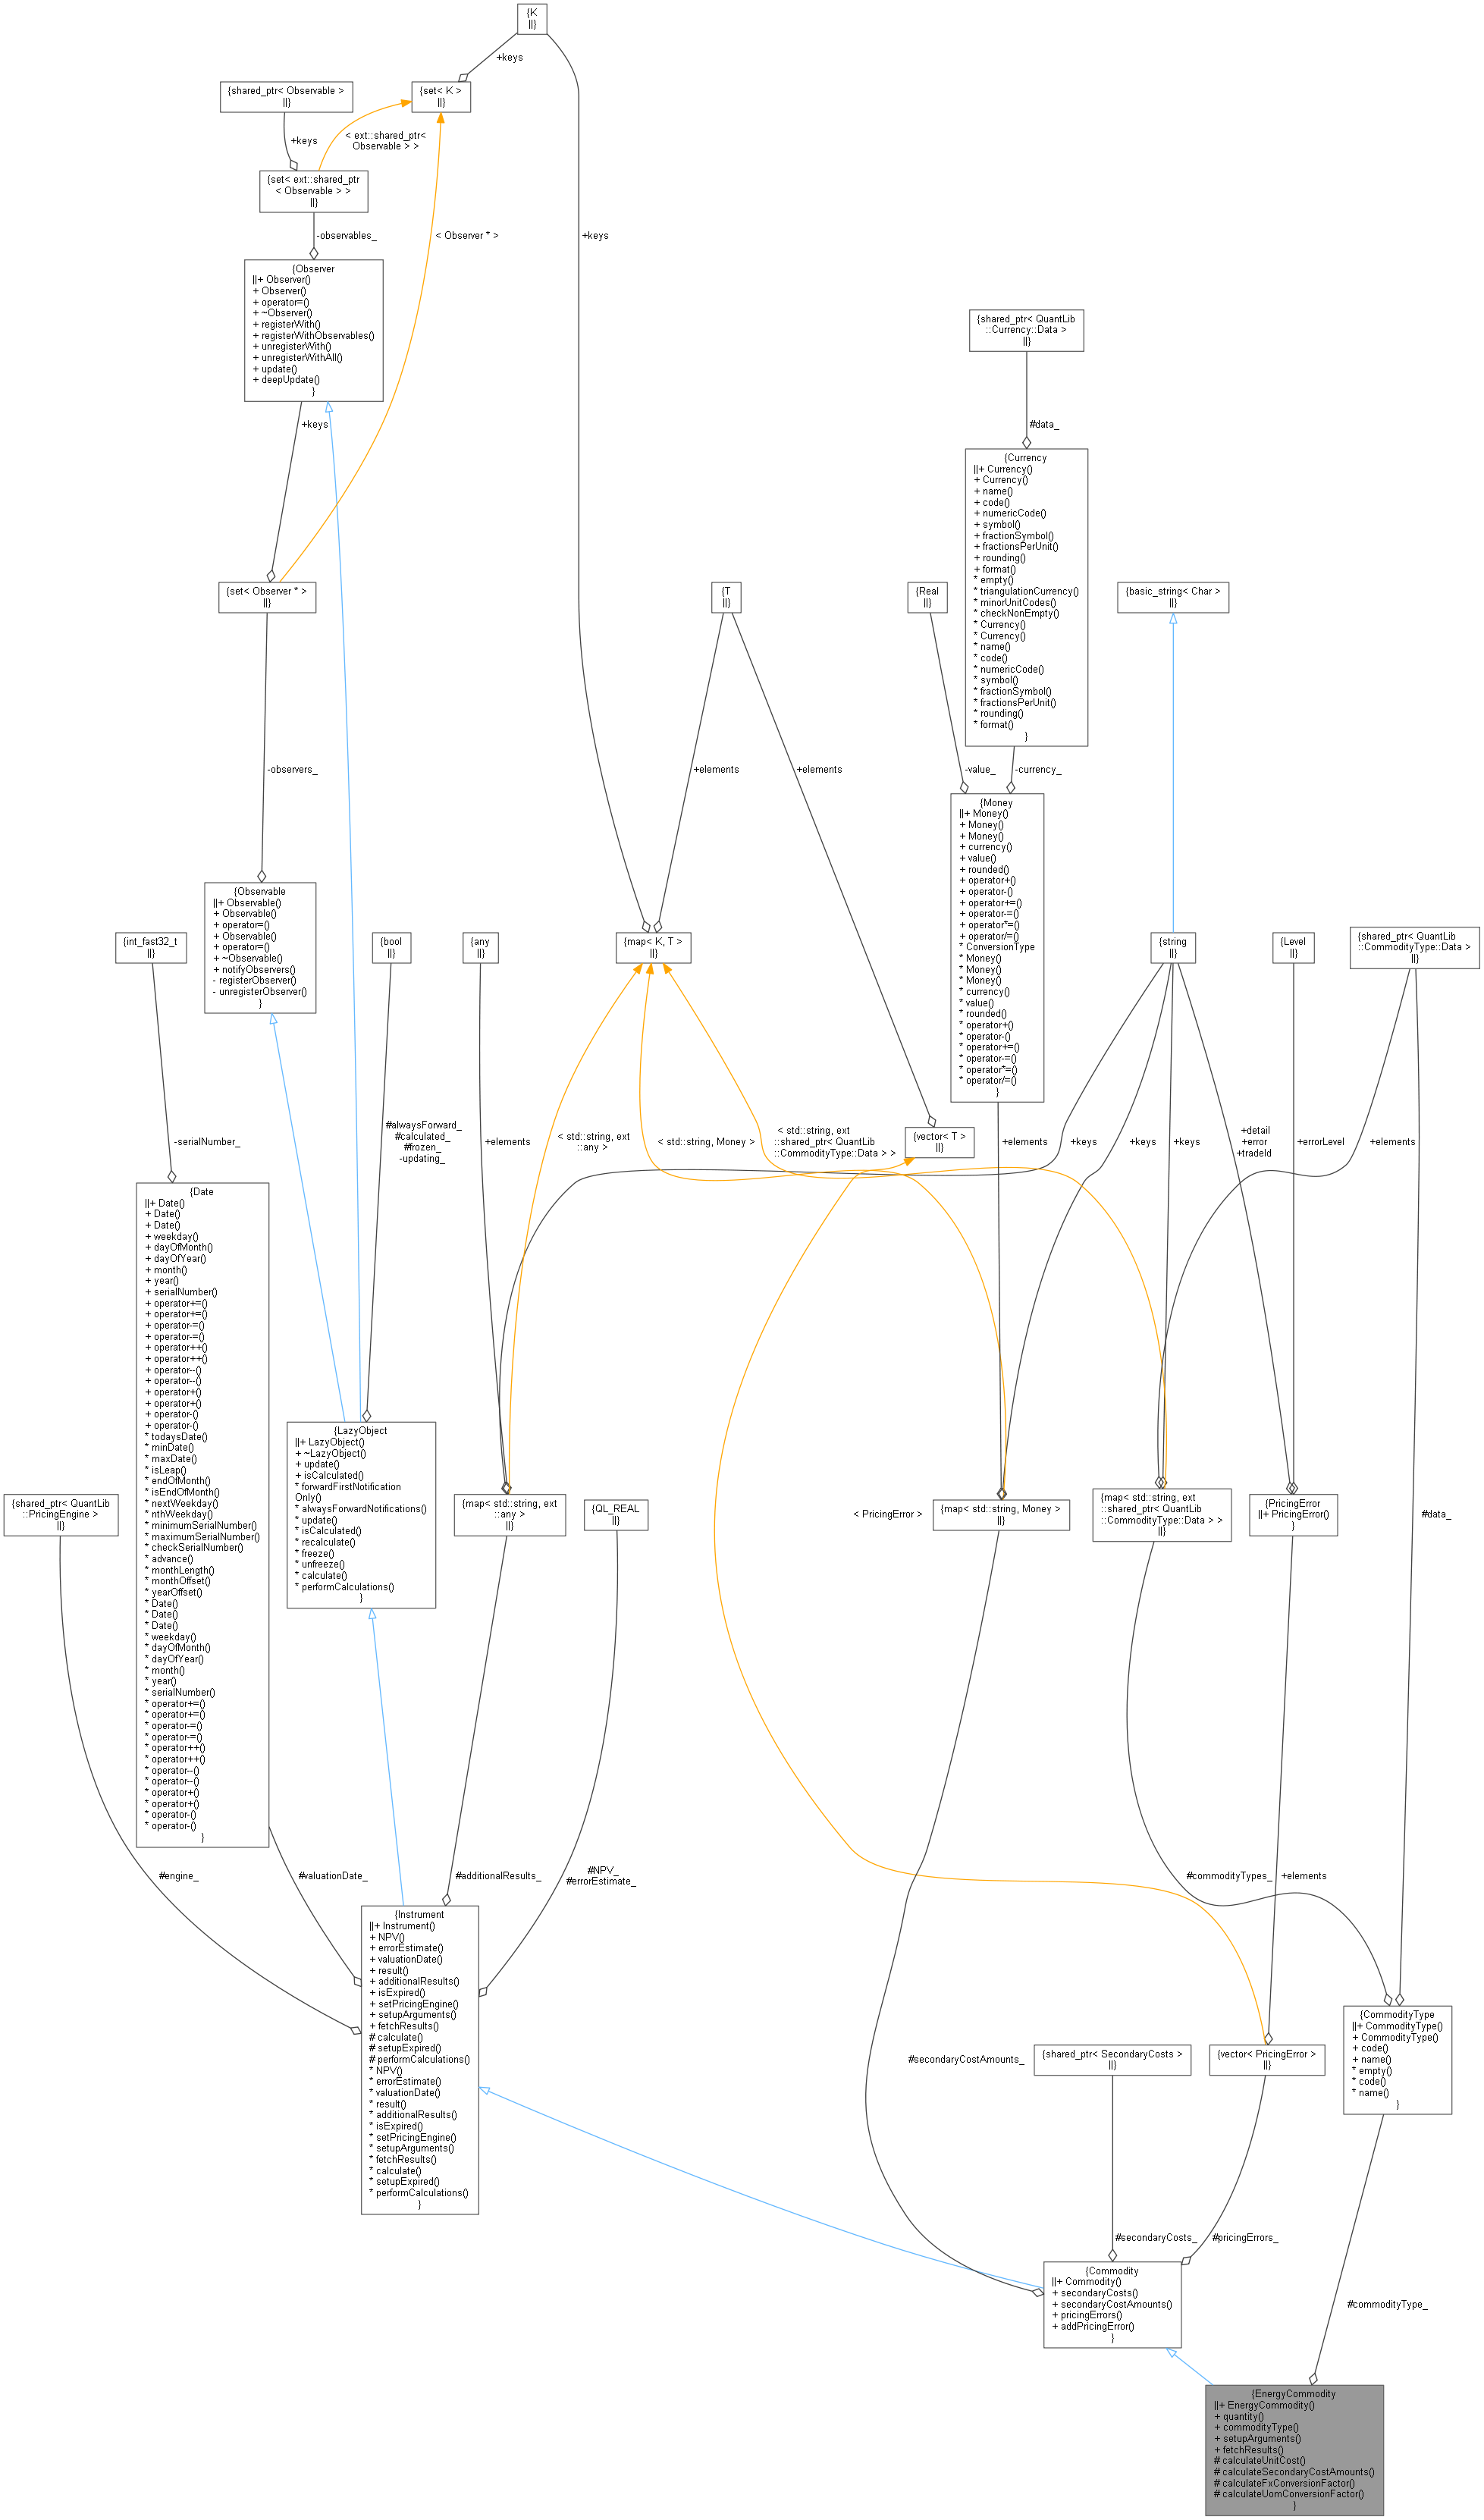 {K
||}
+keys
{shared_ptr< Observable >
||}
{set< K >
||}
+keys
< ext::shared_ptr<
Observable > >
{set< ext::shared_ptr
< Observable > >
||}
-observables_
< Observer * >
+keys
{Observer
||+ Observer()
+ Observer()
+ operator=()
+ ~Observer()
+ registerWith()
+ registerWithObservables()
+ unregisterWith()
+ unregisterWithAll()
+ update()
+ deepUpdate()
}
{shared_ptr< QuantLib
::Currency::Data >
||}
+keys
#data_
{Currency
||+ Currency()
+ Currency()
+ name()
+ code()
+ numericCode()
+ symbol()
+ fractionSymbol()
+ fractionsPerUnit()
+ rounding()
+ format()
* empty()
* triangulationCurrency()
* minorUnitCodes()
* checkNonEmpty()
* Currency()
* Currency()
* name()
* code()
* numericCode()
* symbol()
* fractionSymbol()
* fractionsPerUnit()
* rounding()
* format()
}
{set< Observer * >
||}
{T
||}
{Real
||}
{basic_string< Char >
||}
-observers_
+elements
+elements
-value_
-currency_
{Money
||+ Money()
+ Money()
+ Money()
+ currency()
+ value()
+ rounded()
+ operator+()
+ operator-()
+ operator+=()
+ operator-=()
+ operator*=()
+ operator/=()
* ConversionType
* Money()
* Money()
* Money()
* currency()
* value()
* rounded()
* operator+()
* operator-()
* operator+=()
* operator-=()
* operator*=()
* operator/=()
}
{Observable
||+ Observable()
+ Observable()
+ operator=()
+ Observable()
+ operator=()
+ ~Observable()
+ notifyObservers()
- registerObserver()
- unregisterObserver()
}
{int_fast32_t
||}
{bool
||}
{any
||}
{map< K, T >
||}
{string
||}
{Level
||}
{shared_ptr< QuantLib
::CommodityType::Data >
||}
-serialNumber_
#alwaysForward_
#calculated_
#frozen_
-updating_
+elements
< std::string, ext
::any >
< std::string, Money >
< std::string, ext
::shared_ptr< QuantLib
::CommodityType::Data > >
{vector< T >
||}
+elements
+keys
+keys
+keys
+detail
+error
+tradeId
+errorLevel
+elements
{Date
||+ Date()
+ Date()
+ Date()
+ weekday()
+ dayOfMonth()
+ dayOfYear()
+ month()
+ year()
+ serialNumber()
+ operator+=()
+ operator+=()
+ operator-=()
+ operator-=()
+ operator++()
+ operator++()
+ operator--()
+ operator--()
+ operator+()
+ operator+()
+ operator-()
+ operator-()
* todaysDate()
* minDate()
* maxDate()
* isLeap()
* endOfMonth()
* isEndOfMonth()
* nextWeekday()
* nthWeekday()
* minimumSerialNumber()
* maximumSerialNumber()
* checkSerialNumber()
* advance()
* monthLength()
* monthOffset()
* yearOffset()
* Date()
* Date()
* Date()
* weekday()
* dayOfMonth()
* dayOfYear()
* month()
* year()
* serialNumber()
* operator+=()
* operator+=()
* operator-=()
* operator-=()
* operator++()
* operator++()
* operator--()
* operator--()
* operator+()
* operator+()
* operator-()
* operator-()
}
{LazyObject
||+ LazyObject()
+ ~LazyObject()
+ update()
+ isCalculated()
* forwardFirstNotification
Only()
* alwaysForwardNotifications()
* update()
* isCalculated()
* recalculate()
* freeze()
* unfreeze()
* calculate()
* performCalculations()
}
{shared_ptr< QuantLib
::PricingEngine >
||}
{map< std::string, ext
::any >
||}
{QL_REAL
||}
< PricingError >
{map< std::string, Money >
||}
{map< std::string, ext
::shared_ptr< QuantLib
::CommodityType::Data > >
||}
{PricingError
||+ PricingError()
}
#data_
#engine_
#valuationDate_
#additionalResults_
#NPV_
#errorEstimate_
#commodityTypes_
+elements
{Instrument
||+ Instrument()
+ NPV()
+ errorEstimate()
+ valuationDate()
+ result()
+ additionalResults()
+ isExpired()
+ setPricingEngine()
+ setupArguments()
+ fetchResults()
# calculate()
# setupExpired()
# performCalculations()
* NPV()
* errorEstimate()
* valuationDate()
* result()
* additionalResults()
* isExpired()
* setPricingEngine()
* setupArguments()
* fetchResults()
* calculate()
* setupExpired()
* performCalculations()
}
#secondaryCostAmounts_
{shared_ptr< SecondaryCosts >
||}
{vector< PricingError >
||}
{CommodityType
||+ CommodityType()
+ CommodityType()
+ code()
+ name()
* empty()
* code()
* name()
}
#secondaryCosts_
#pricingErrors_
{Commodity
||+ Commodity()
+ secondaryCosts()
+ secondaryCostAmounts()
+ pricingErrors()
+ addPricingError()
}
#commodityType_
{EnergyCommodity
||+ EnergyCommodity()
+ quantity()
+ commodityType()
+ setupArguments()
+ fetchResults()
# calculateUnitCost()
# calculateSecondaryCostAmounts()
# calculateFxConversionFactor()
# calculateUomConversionFactor()
}